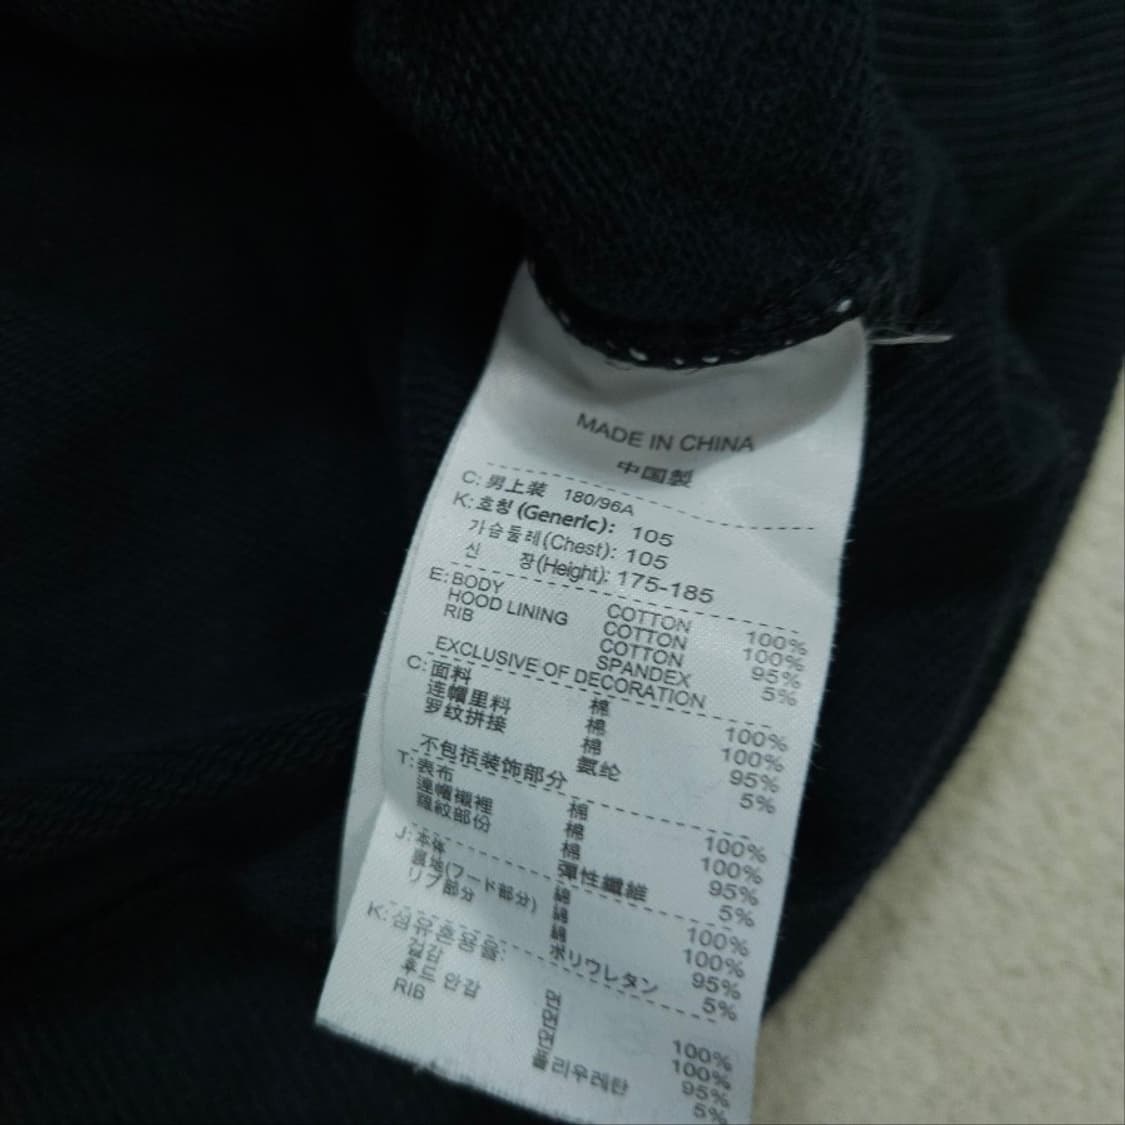 MADE IN CHINA
中国製
C: 男上装 180/96A
K: 호칭 (Generic): 105
가슴둘레(Chest): 105
신 장(Height): 175-185
E: BODY COTTON 100%
HOOD LINING COTTON 100%
RIB COTTON 95%
SPANDEX 5%
EXCLUSIVE OF DECORATION
C: 面料 棉 100%
连帽里料 棉 100%
罗纹拼接 棉 95%
氨纶 5%
不包括装饰部分
T: 表布 棉 100%
連帽襯裡 棉 100%
羅紋部份 棉 95%
彈性纖維 5%
J: 本体 綿 100%
裏地(フード部分) 綿 100%
リブ部分 綿 95%
ポリウレタン 5%
K: 섬유혼용율:
겉감 면 100%
후드 안감 면 100%
RIB 면 95%
폴리우레탄 5%